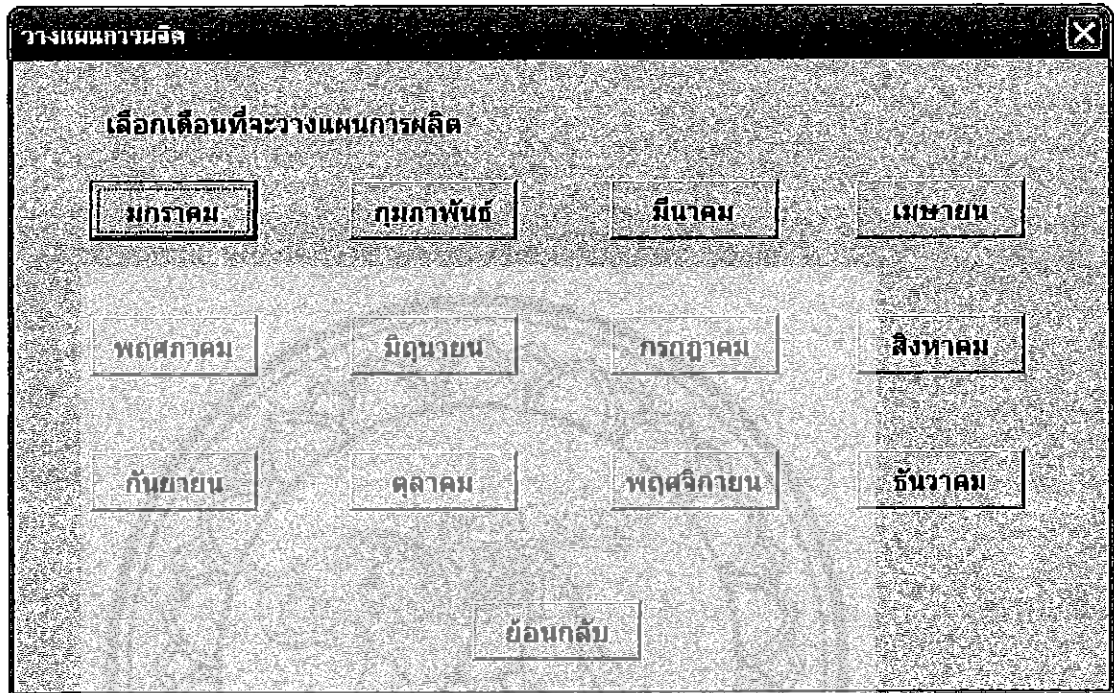 วางแผนการผลิต
เลือกเดือนที่จะวางแผนการผลิต
มกราคม กุมภาพันธ์ มีนาคม เมษายน
พฤศภาคม มิถุนายน กรกฎาคม สิงหาคม
กันยายน ตุลาคม พฤศจิกายน ธันวาคม
ย้อนกลับ